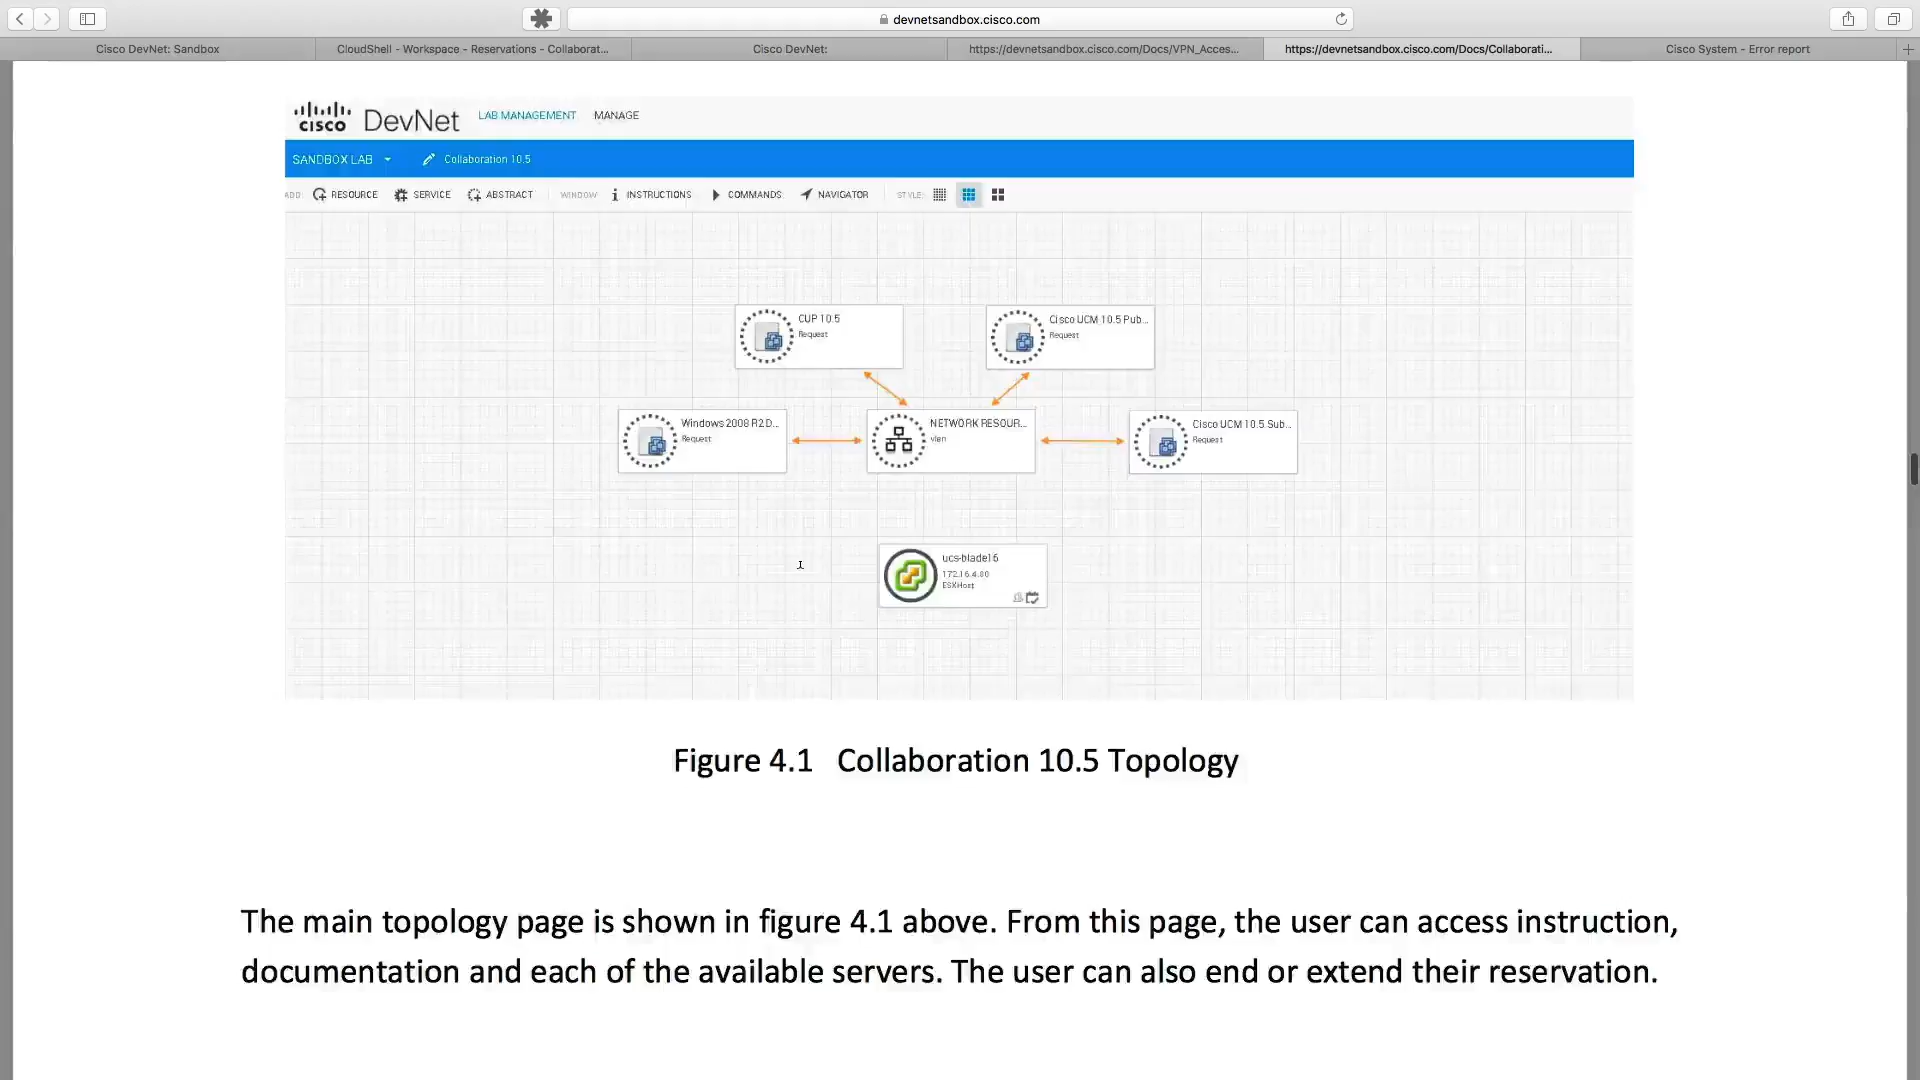 devnetsandbox.cisco.com
Cisco DevNet: Sandbox
CloudShell - Workspace - Reservations - Collaborat...
Cisco DevNet:
https://devnetsandbox.cisco.com/Docs/VPN_Acces...
https://devnetsandbox.cisco.com/Docs/Collaborati...
Cisco System - Error report
CISCO DevNet LAB MANAGEMENT MANAGE
SANDBOX LAB Collaboration 10.5
ADD: RESOURCE SERVICE ABSTRACT WINDOW INSTRUCTIONS COMMANDS NAVIGATOR STYLE:
CUP 10.5
Request
Cisco UCM 10.5 Pub...
Request
Windows 2008 R2 D...
Request
NETWORK RESOUR...
vlan
Cisco UCM 10.5 Sub...
Request
ucs-blade16
172.16.4.80
ESXHost
Figure 4.1 Collaboration 10.5 Topology
The main topology page is shown in figure 4.1 above. From this page, the user can access instruction,
documentation and each of the available servers. The user can also end or extend their reservation.